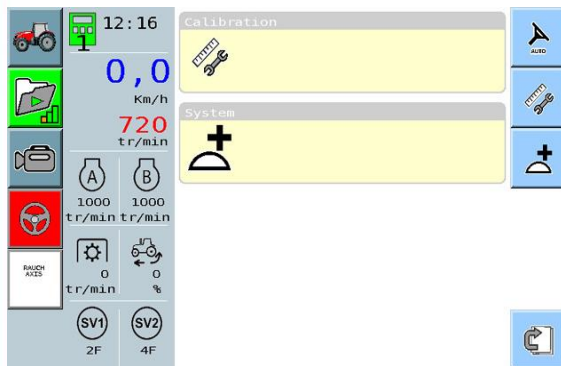 12:16
1
0,0
Km/h
720
tr/min
A
B
1000
1000
tr/min
tr/min
0
0
tr/min
%
SV1
SV2
2F
4F
RAUCH
AXIS
Calibration
System
AUTO